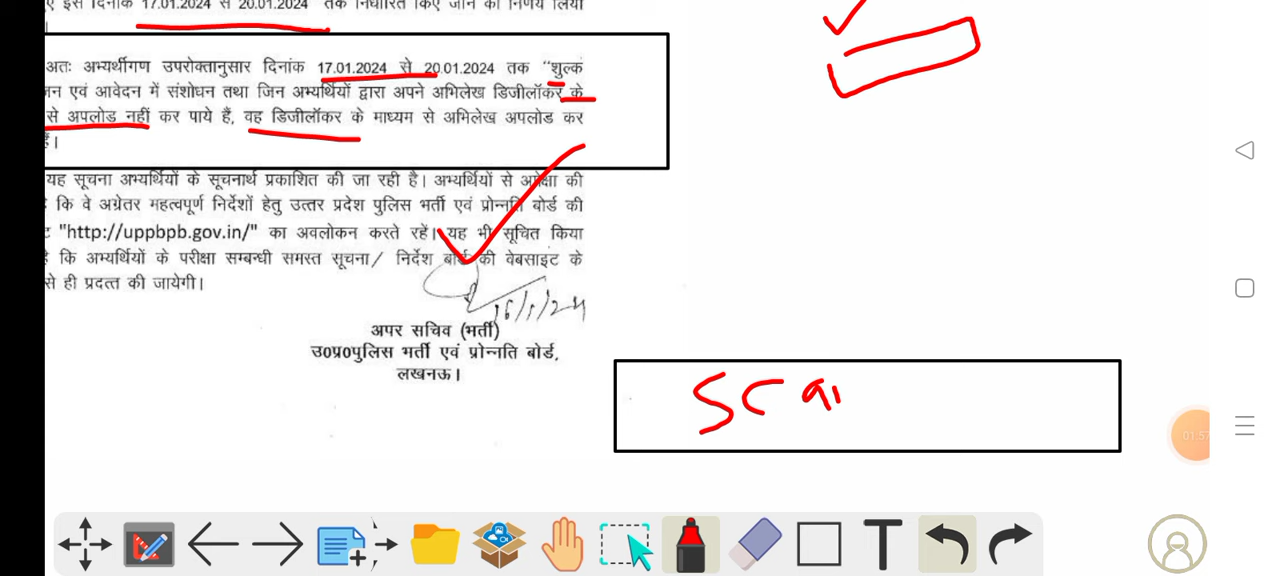 ए इस दिनांक 17.01.2024 से 20.01.2024 तक निर्धारित किए जाने का निर्णय लिया
।
अतः अभ्यर्थीगण उपरोक्तानुसार दिनांक 17.01.2024 से 20.01.2024 तक "शुल्क
जन एवं आवेदन में संशोधन तथा जिन अभ्यर्थियों द्वारा अपने अभिलेख डिजीलॉकर के
से अपलोड नहीं कर पाये हैं, वह डिजीलॉकर के माध्यम से अभिलेख अपलोड कर
हैं।
यह सूचना अभ्यर्थियों के सूचनार्थ प्रकाशित की जा रही है। अभ्यर्थियों से अपेक्षा की
कि वे अग्रेतर महत्वपूर्ण निर्देशों हेतु उत्तर प्रदेश पुलिस भर्ती एवं प्रोन्नति बोर्ड की
ट "http://uppbpb.gov.in/" का अवलोकन करते रहें। यह भी सूचित किया
है कि अभ्यर्थियों के परीक्षा सम्बन्धी समस्त सूचना/ निर्देश बोर्ड की वेबसाइट के
से ही प्रदत्त की जायेगी।
16/1/24
अपर सचिव (भर्ती)
उ0प्र0पुलिस भर्ती एवं प्रोन्नति बोर्ड,
लखनऊ।
SC
01:57
T